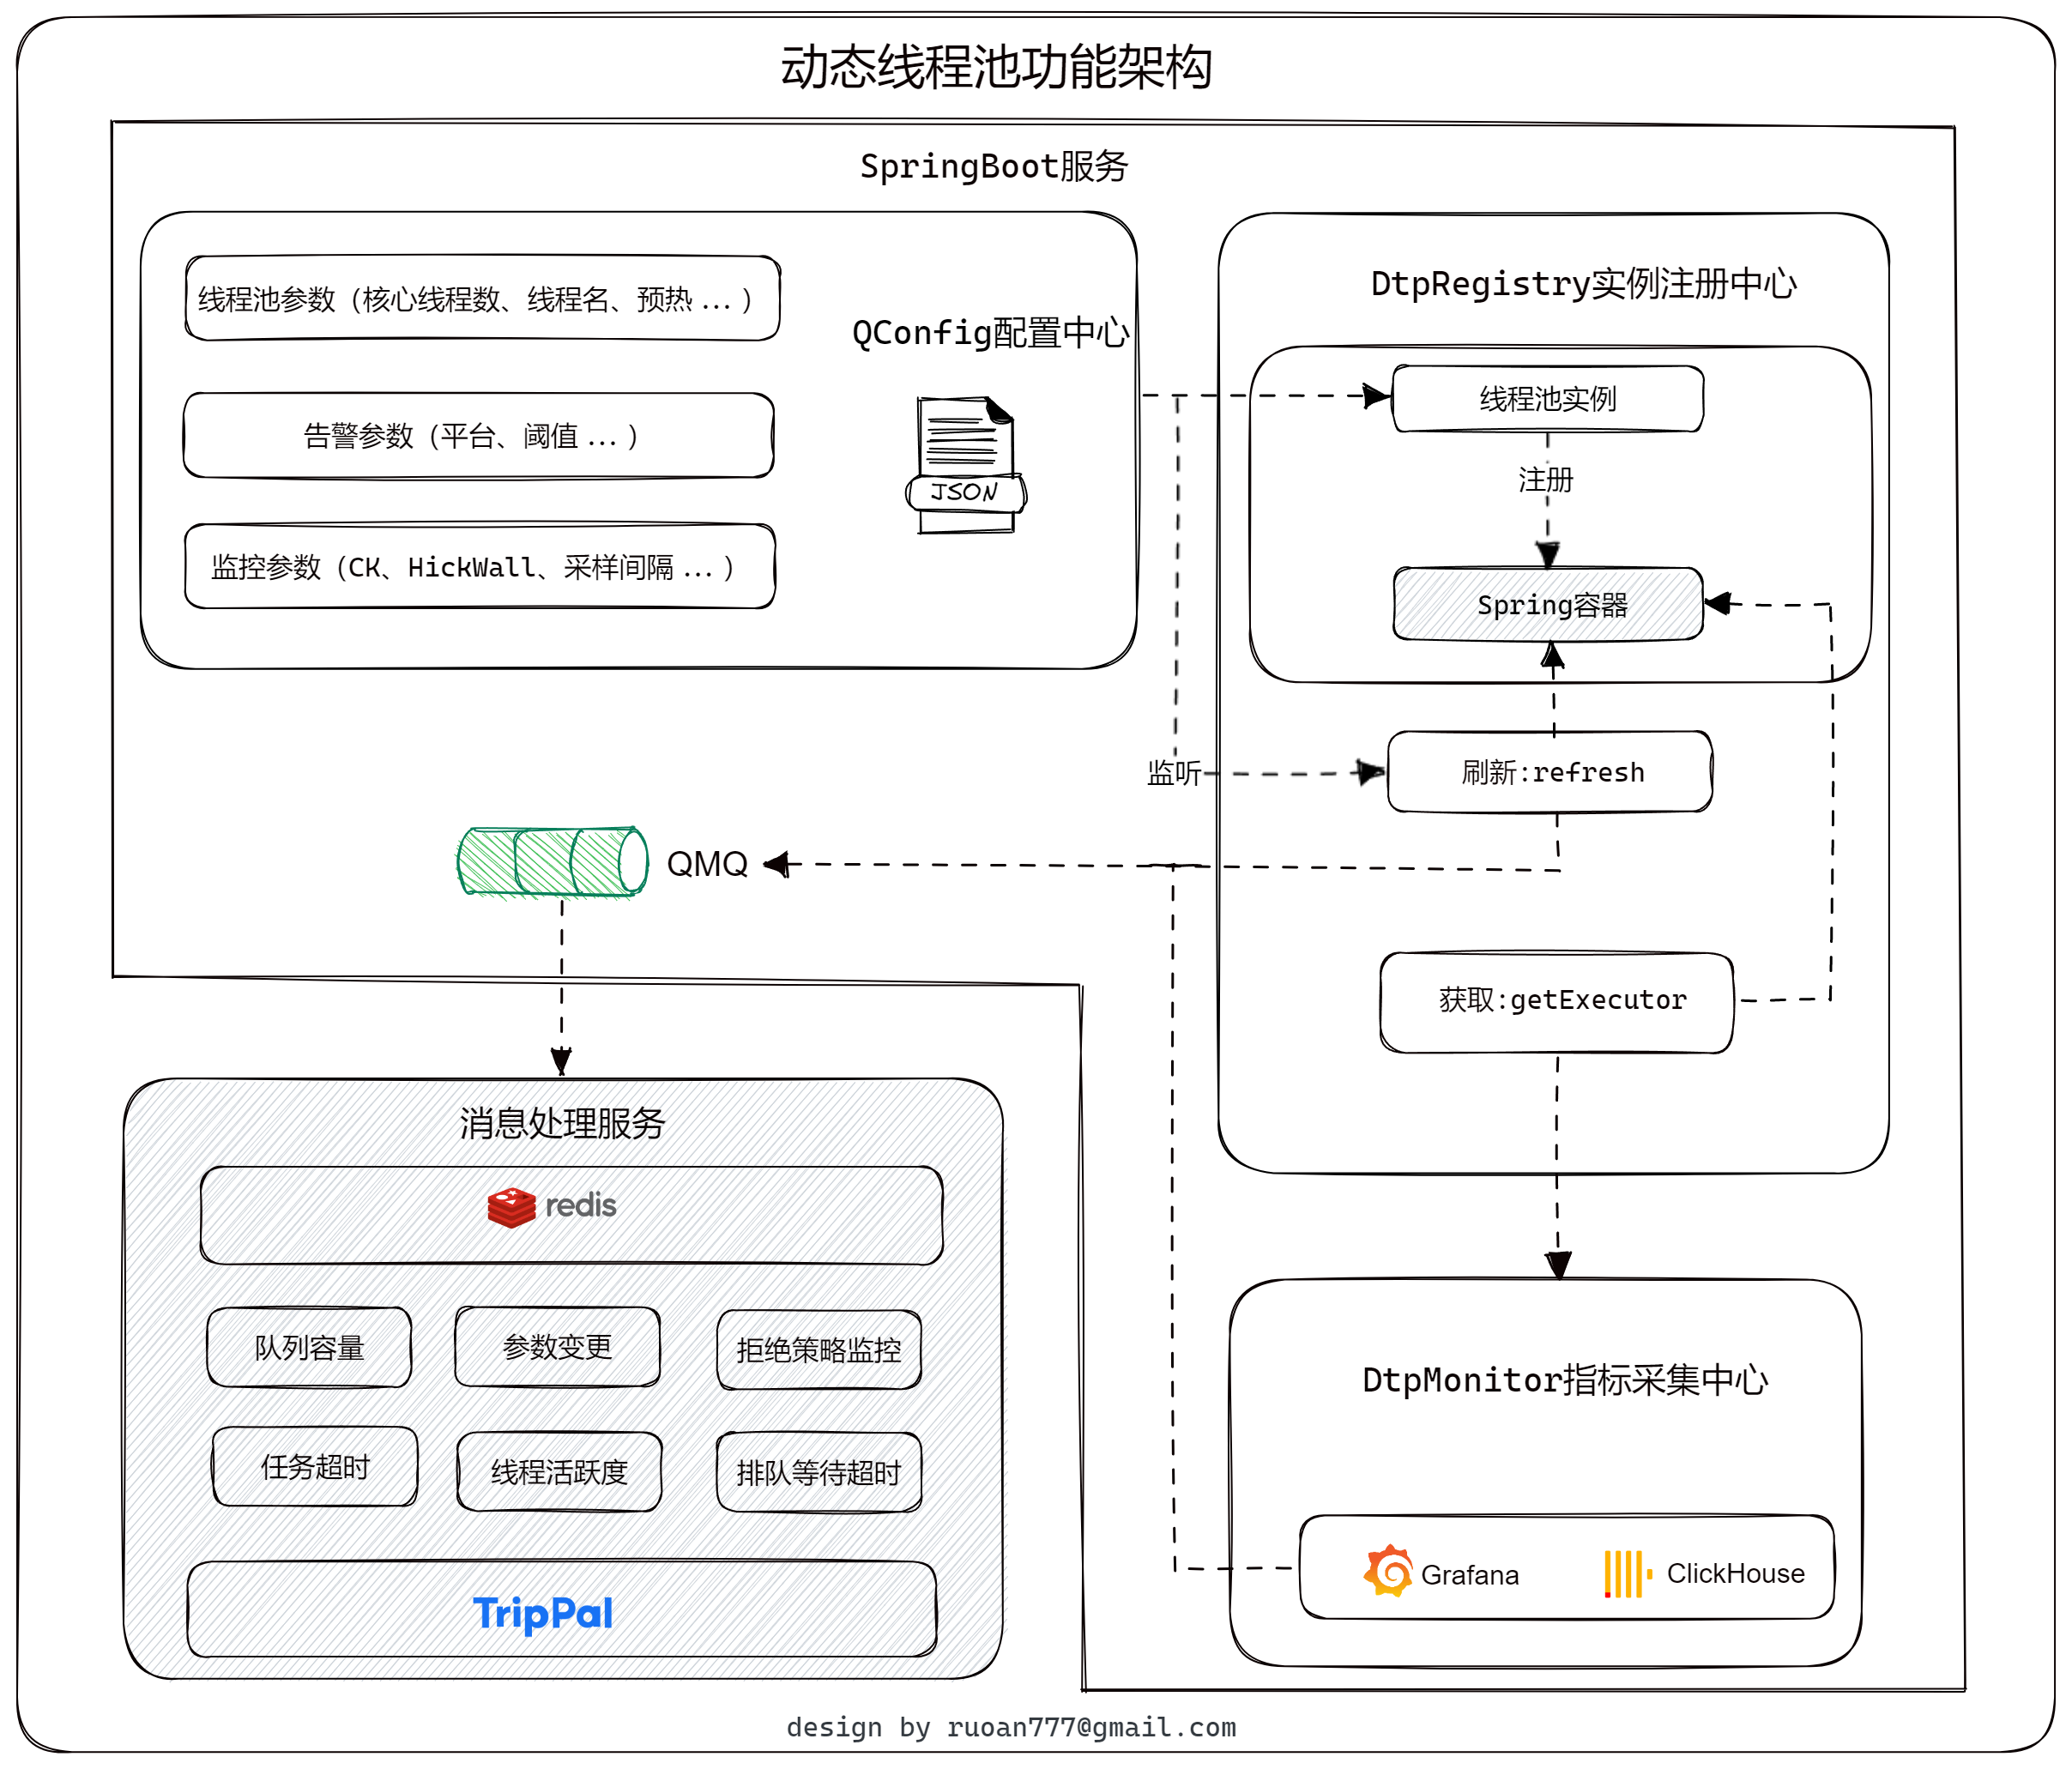 动态线程池功能架构
SpringBoot服务
线程池参数（核心线程数、线程名、预热 ... ）
告警参数（平台、阈值 ... ）
监控参数（CK、HickWall、采样间隔 ... ）
QConfig配置中心
JSON
DtpRegistry实例注册中心
线程池实例
注册
Spring容器
监听
刷新:refresh
QMQ
获取:getExecutor
消息处理服务
redis
队列容量
参数变更
拒绝策略监控
任务超时
线程活跃度
排队等待超时
TripPal
DtpMonitor指标采集中心
Grafana
ClickHouse
design by ruoan777@gmail.com